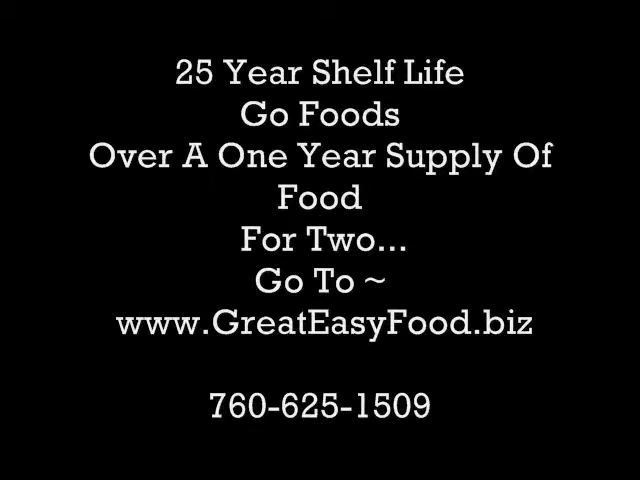 25 Year Shelf Life
Go Foods
Over A One Year Supply Of
Food
For Two...
Go To ~
www.GreatEasyFood.biz
760-625-1509